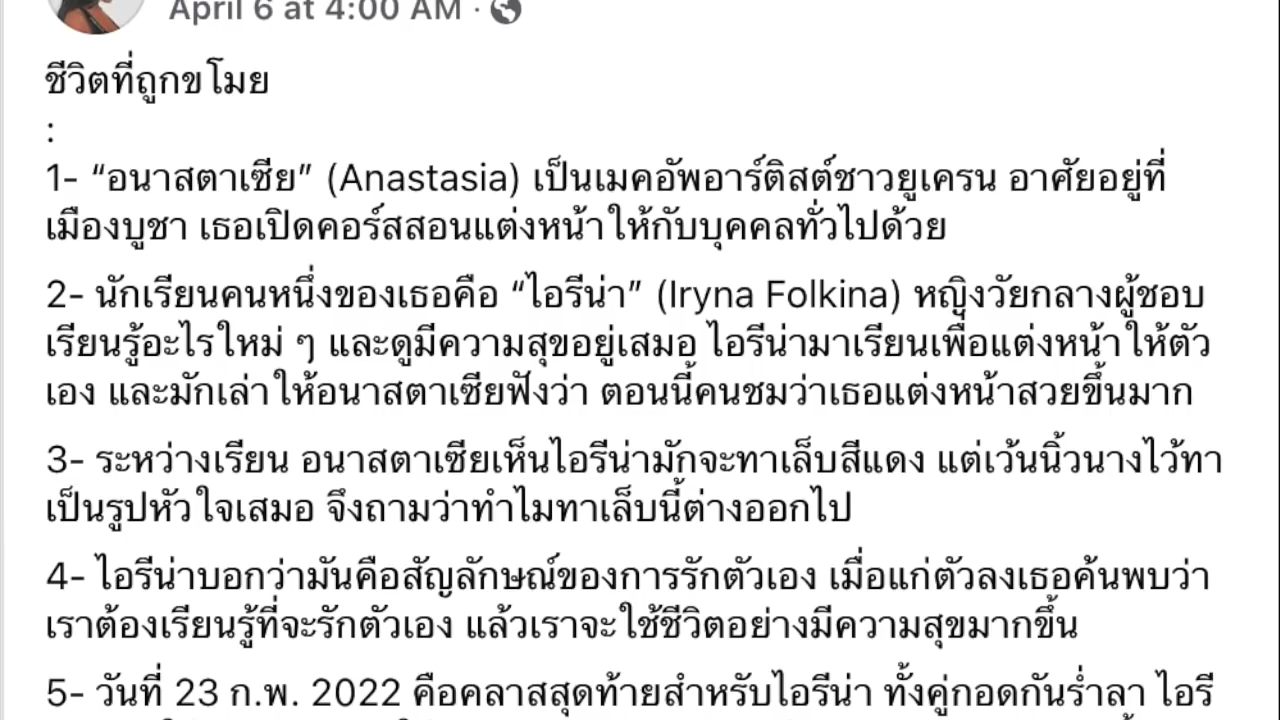 April 6 at 4:00 AM ·
ชีวิตที่ถูกขโมย
:
1- “อนาสตาเซีย” (Anastasia) เป็นเมคอัพอาร์ติสต์ชาวยูเครน อาศัยอยู่ที่
เมืองบูชา เธอเปิดคอร์สสอนแต่งหน้าให้กับบุคคลทั่วไปด้วย
2- นักเรียนคนหนึ่งของเธอคือ “ไอรีน่า” (Iryna Folkina) หญิงวัยกลางผู้ชอบ
เรียนรู้อะไรใหม่ ๆ และดูมีความสุขอยู่เสมอ ไอรีน่ามาเรียนเพื่อแต่งหน้าให้ตัว
เอง และมักเล่าให้อนาสตาเซียฟังว่า ตอนนี้คนชมว่าเธอแต่งหน้าสวยขึ้นมาก
3- ระหว่างเรียน อนาสตาเซียเห็นไอรีน่ามักจะทาเล็บสีแดง แต่เว้นนิ้วนางไว้ทา
เป็นรูปหัวใจเสมอ จึงถามว่าทำไมทาเล็บนี้ต่างออกไป
4- ไอรีน่าบอกว่ามันคือสัญลักษณ์ของการรักตัวเอง เมื่อแก่ตัวลงเธอค้นพบว่า
เราต้องเรียนรู้ที่จะรักตัวเอง แล้วเราจะใช้ชีวิตอย่างมีความสุขมากขึ้น
5- วันที่ 23 ก.พ. 2022 คือคลาสสุดท้ายสำหรับไอรีน่า ทั้งคู่กอดกันร่ำลา ไอรี